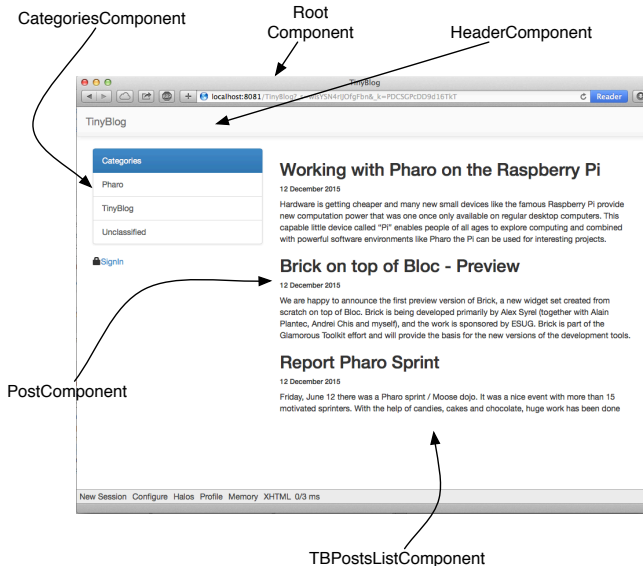 CategoriesComponent
Root
Component
HeaderComponent
TinyBlog
localhost:8081
Reader
TinyBlog
Categories
Pharo
TinyBlog
Unclassified
SignIn
Working with Pharo on the Raspberry Pi
12 December 2015
Hardware is getting cheaper and many new small devices like the famous Raspberry Pi provide
new computation power that was one once only available on regular desktop computers. This
capable little device called "Pi" enables people of all ages to explore computing and combined
with powerful software environments like Pharo the Pi can be used for interesting projects.
Brick on top of Bloc - Preview
12 December 2015
We are happy to announce the first preview version of Brick, a new widget set created from
scratch on top of Bloc. Brick is being developed primarily by Alex Syrel (together with Alain
Plantec, Andrei Chis and myself), and the work is sponsored by ESUG. Brick is part of the
Glamorous Toolkit effort and will provide the basis for the new versions of the development tools.
Report Pharo Sprint
12 December 2015
Friday, June 12 there was a Pharo sprint / Moose dojo. It was a nice event with more than 15
motivated sprinters. With the help of candies, cakes and chocolate, huge work has been done
PostComponent
New Session Configure Halos Profile Memory XHTML 0/3 ms
TBPostsListComponent